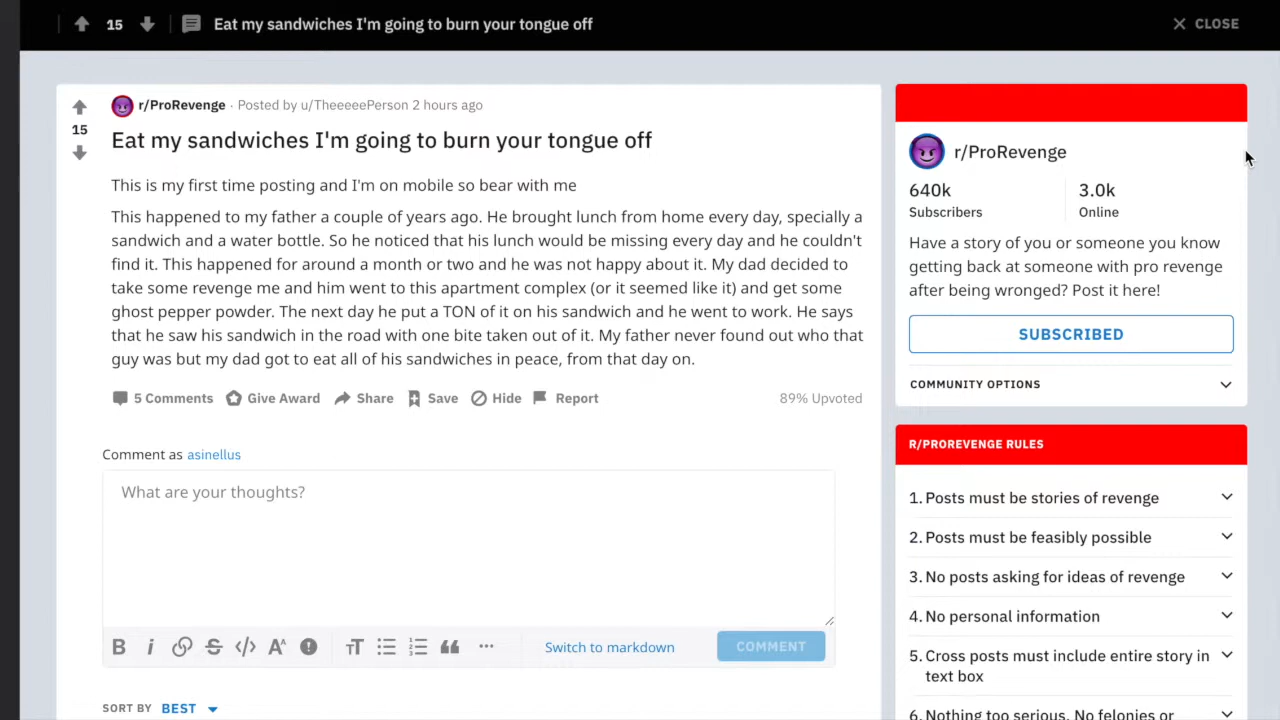 15 Eat my sandwiches I'm going to burn your tongue off CLOSE
r/ProRevenge · Posted by u/TheeeeePerson 2 hours ago
15
Eat my sandwiches I'm going to burn your tongue off
This is my first time posting and I'm on mobile so bear with me
This happened to my father a couple of years ago. He brought lunch from home every day, specially a
sandwich and a water bottle. So he noticed that his lunch would be missing every day and he couldn't
find it. This happened for around a month or two and he was not happy about it. My dad decided to
take some revenge me and him went to this apartment complex (or it seemed like it) and get some
ghost pepper powder. The next day he put a TON of it on his sandwich and he went to work. He says
that he saw his sandwich in the road with one bite taken out of it. My father never found out who that
guy was but my dad got to eat all of his sandwiches in peace, from that day on.
5 Comments Give Award Share Save Hide Report 89% Upvoted
Comment as asinellus
What are your thoughts?
Switch to markdown COMMENT
SORT BY BEST
r/ProRevenge
640k 3.0k
Subscribers Online
Have a story of you or someone you know
getting back at someone with pro revenge
after being wronged? Post it here!
SUBSCRIBED
COMMUNITY OPTIONS
R/PROREVENGE RULES
1. Posts must be stories of revenge
2. Posts must be feasibly possible
3. No posts asking for ideas of revenge
4. No personal information
5. Cross posts must include entire story in
text box
6. Nothing too serious. No felonies or